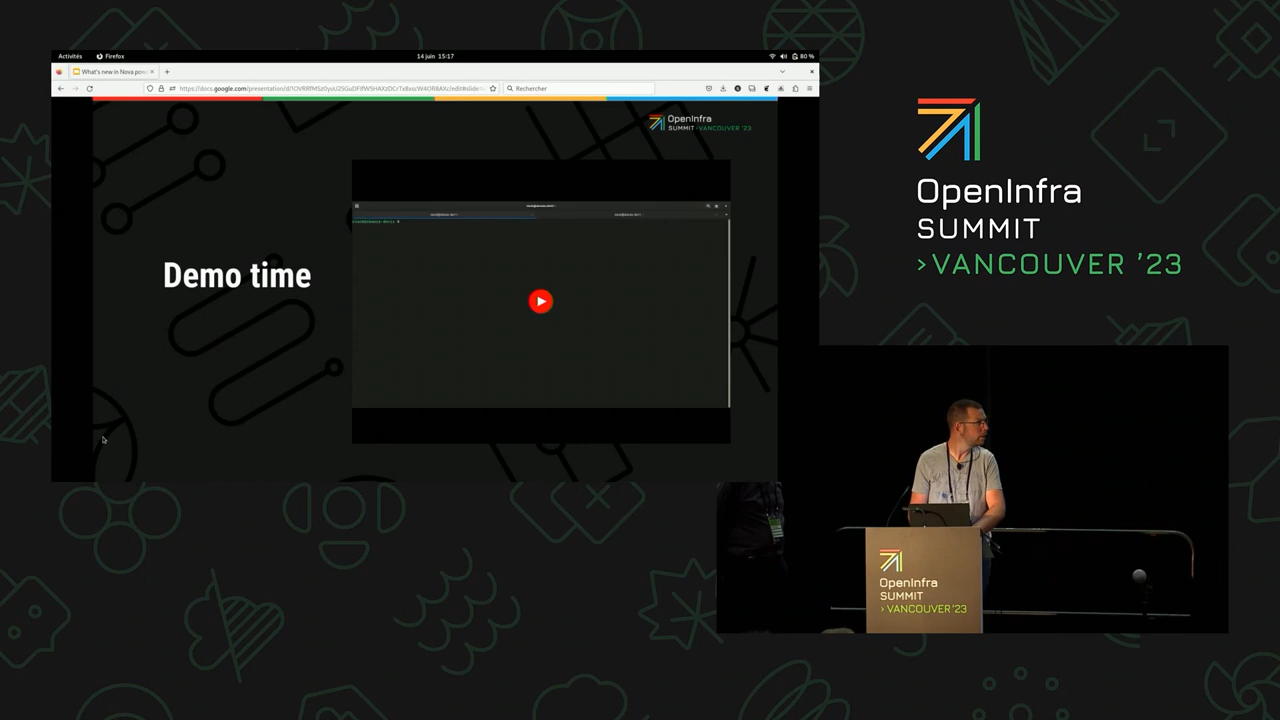 Activités
Firefox
14 juin 15:17
80 %
What's new in Nova pow
Rechercher
OpenInfra
SUMMIT >VANCOUVER '23
Demo time
OpenInfra
SUMMIT
>VANCOUVER '23
OpenInfra
SUMMIT
>VANCOUVER '23